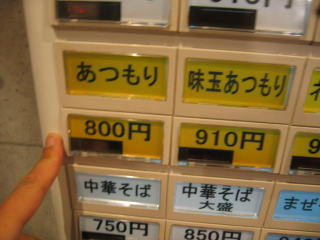 あつもり
味玉あつもり
800円
910円
中華そば
中華そば
大盛
まぜ
750円
850円